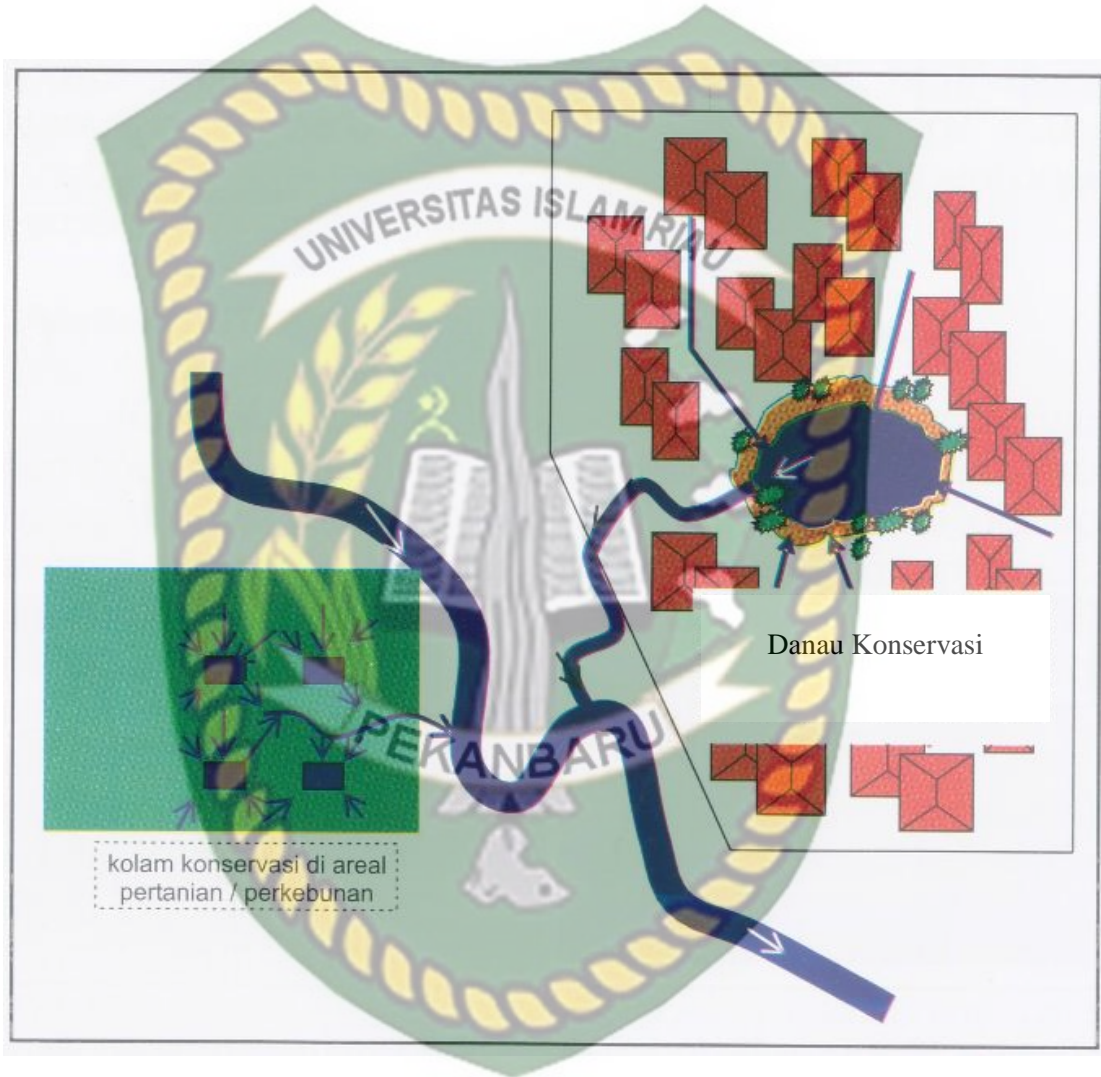 UNIVERSITAS ISLAM RIAU
Danau Konservasi
PEKANBARU
kolam konservasi di areal
pertanian / perkebunan